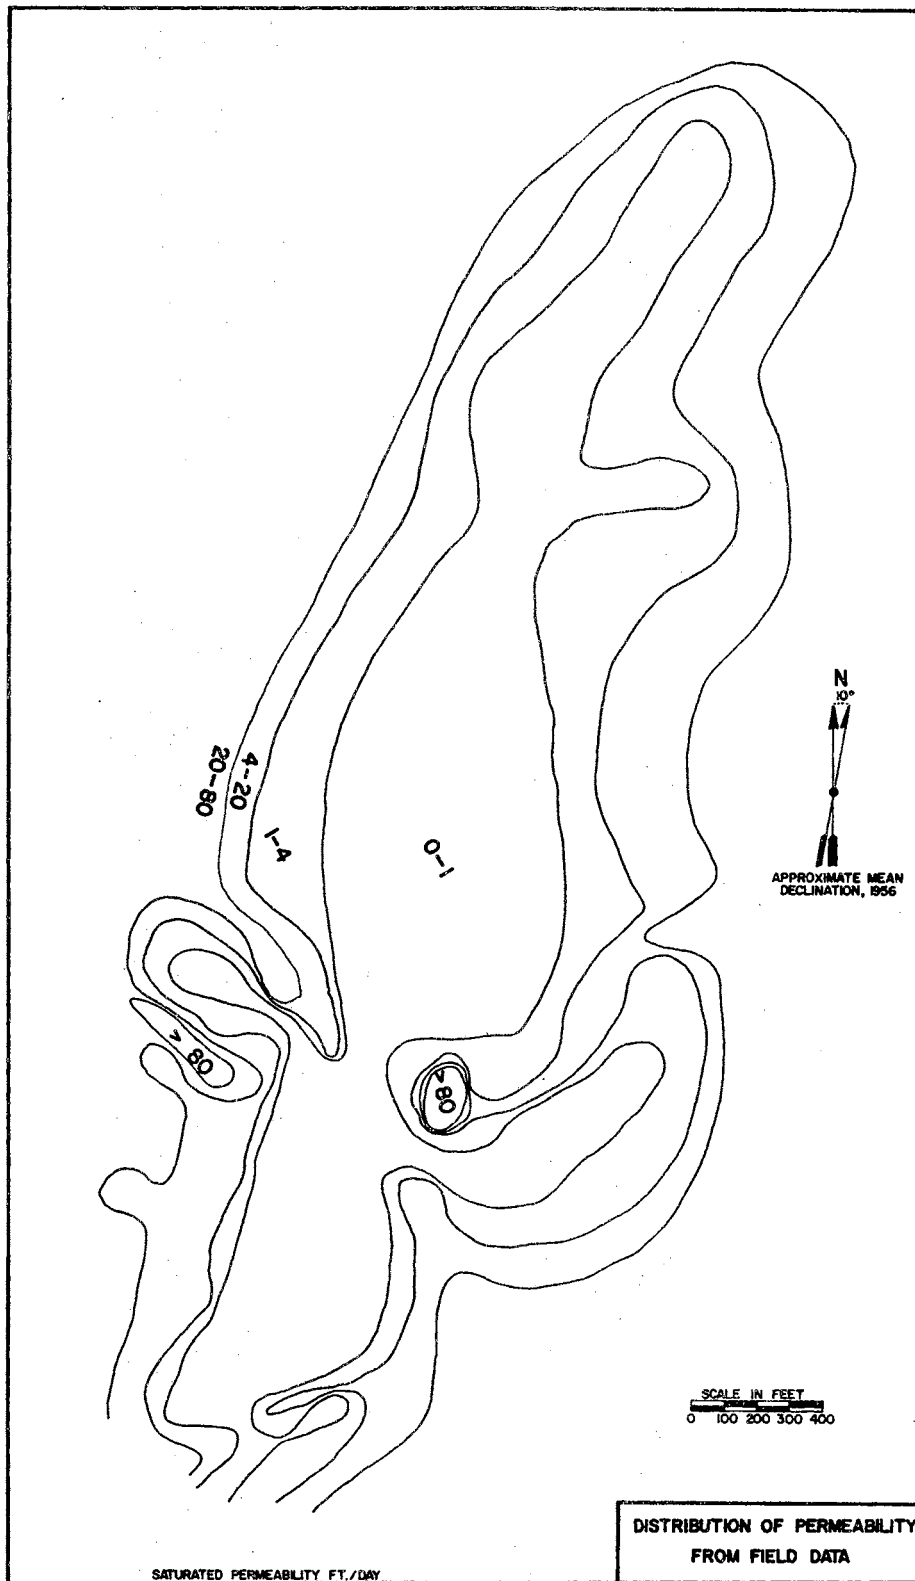 N
10°
APPROXIMATE MEAN
DECLINATION, 1956
20-80
4-20
1-4
0-1
> 80
> 80
SCALE IN FEET
0 100 200 300 400
DISTRIBUTION OF PERMEABILITY
FROM FIELD DATA
SATURATED PERMEABILITY FT./DAY